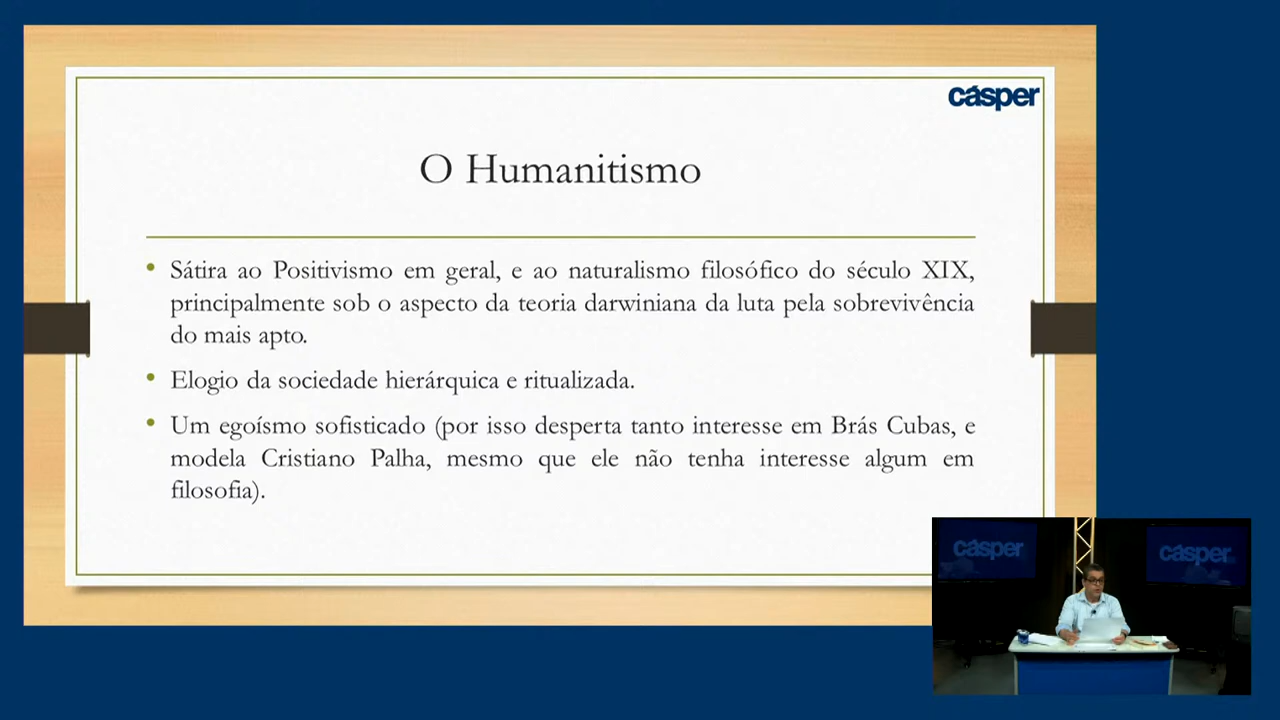 cásper
O Humanitismo
• Sátira ao Positivismo em geral, e ao naturalismo filosófico do século XIX,
principalmente sob o aspecto da teoria darwiniana da luta pela sobrevivência
do mais apto.
• Elogio da sociedade hierárquica e ritualizada.
• Um egoísmo sofisticado (por isso desperta tanto interesse em Brás Cubas, e
modela Cristiano Palha, mesmo que ele não tenha interesse algum em
filosofia).
cásper
cásper